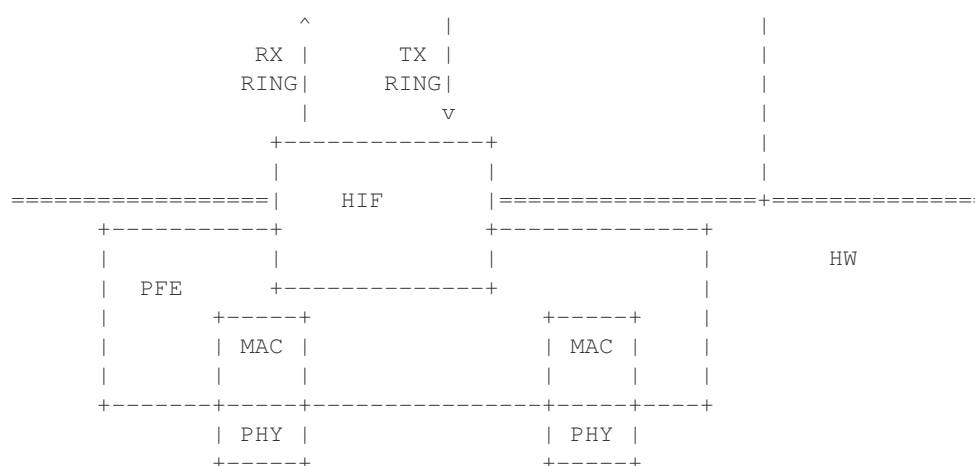 ^ | |
RX | TX | |
RING| RING| |
| v |
+--------------+ |
| | |
==================| HIF |==================+===============
+-----------+ +--------------+
| | | | HW
| PFE +--------------+ |
| +-----+ +-----+ |
| | MAC | | MAC | |
| | | | | |
+-------+-----+----------------+-----+----+
| PHY | | PHY |
+-----+ +-----+